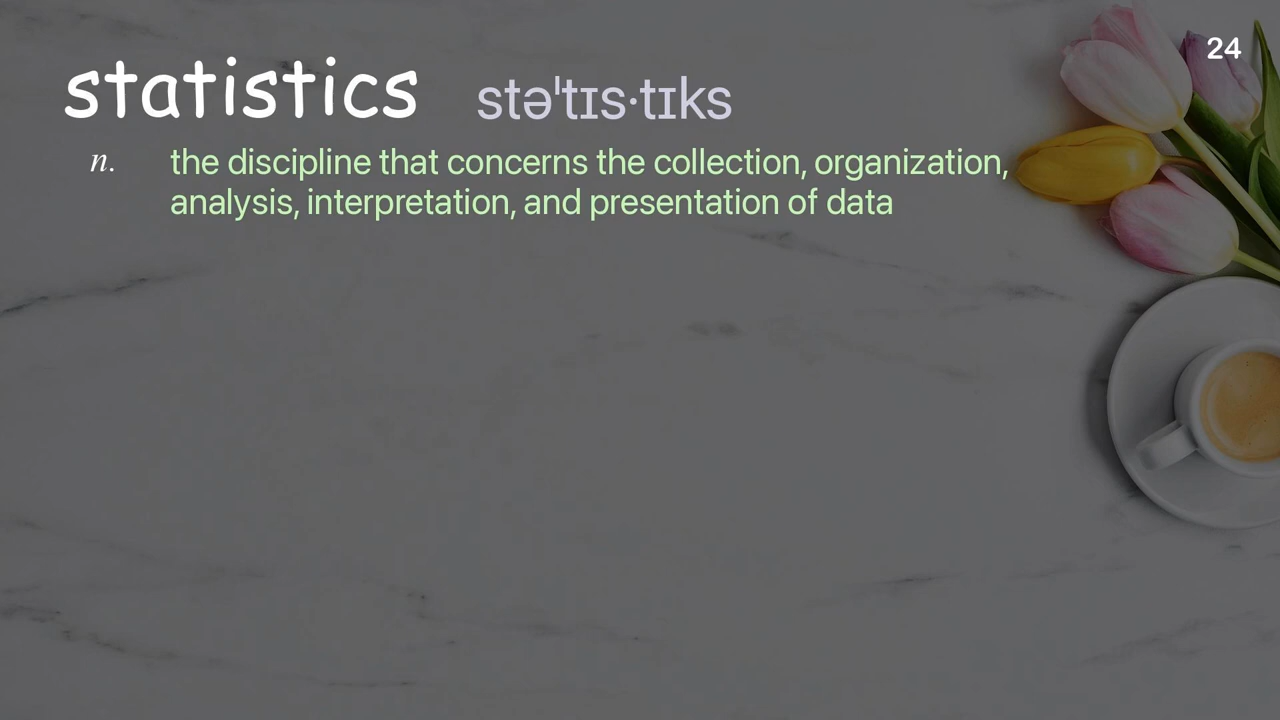 24
statistics stəˈtɪs·tɪks
n. the discipline that concerns the collection, organization,
analysis, interpretation, and presentation of data